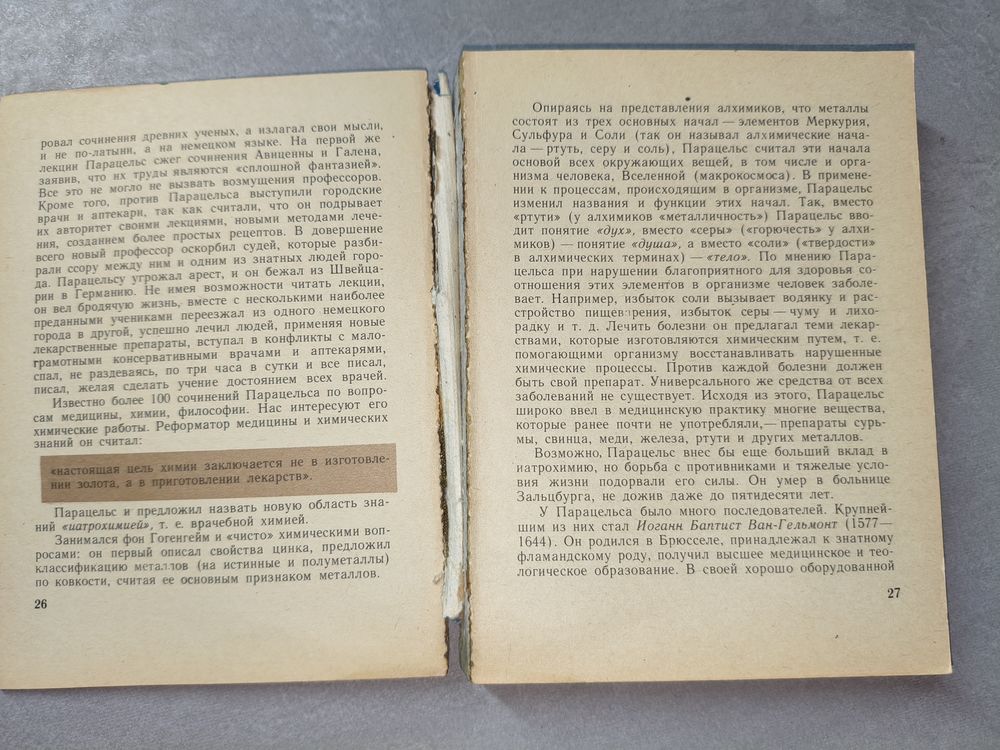 ровал сочинения древних ученых, а излагал свои мысли,
и не по-латыни, а на немецком языке. На первой же
лекции Парацельс сжег сочинения Авиценны и Галена,
заявив, что их труды являются «сплошной фантазией».
Все это не могло не вызвать возмущения профессоров.
Кроме того, против Парацельса выступили городские
врачи и аптекари, так как считали, что он подрывает
их авторитет своими лекциями, новыми методами лече-
ния, созданием более простых рецептов. В довершение
всего новый профессор оскорбил судей, которые разби-
рали ссору между ним и одним из знатных людей горо-
да. Парацельсу угрожал арест, и он бежал из Швейца-
рии в Германию. Не имея возможности читать лекции,
он вел бродячую жизнь, вместе с несколькими наиболее
преданными учениками переезжал из одного немецкого
города в другой, успешно лечил людей, применяя новые
лекарственные препараты, вступал в конфликты с мало-
грамотными консервативными врачами и аптекарями,
спал, не раздеваясь, по три часа в сутки и все писал,
писал, желая сделать учение достоянием всех врачей.
Известно более 100 сочинений Парацельса по вопро-
сам медицины, химии, философии. Нас интересуют его
химические работы. Реформатор медицины и химических
знаний он считал:
«настоящая цель химии заключается не в изготовле-
нии золота, а в приготовлении лекарств».
Парацельс и предложил назвать новую область зна-
ний «иатрохимией», т. е. врачебной химией.
Занимался фон Гогенгейм и «чисто» химическими воп-
росами: он первый описал свойства цинка, предложил
классификацию металлов (на истинные и полуметаллы)
по ковкости, считая ее основным признаком металлов.
26
Опираясь на представления алхимиков, что металлы
состоят из трех основных начал — элементов Меркурия,
Сульфура и Соли (так он называл алхимические нача-
ла — ртуть, серу и соль), Парацельс считал эти начала
основой всех окружающих вещей, в том числе и орга-
низма человека, Вселенной (макрокосмоса). В примене-
нии к процессам, происходящим в организме, Парацельс
изменил названия и функции этих начал. Так, вместо
«ртути» (у алхимиков «металличность») Парацельс вво-
дит понятие «дух», вместо «серы» («горючесть» у алхи-
миков) — понятие «душа», а вместо «соли» («твердости»
в алхимических терминах) — «тело». По мнению Пара-
цельса при нарушении благоприятного для здоровья со-
отношения этих элементов в организме человек заболе-
вает. Например, избыток соли вызывает водянку и рас-
стройство пищеварения, избыток серы — чуму и лихо-
радку и т. д. Лечить болезни он предлагал теми лекар-
ствами, которые изготовляются химическим путем, т. е.
помогающими организму восстанавливать нарушенные
химические процессы. Против каждой болезни должен
быть свой препарат. Универсального же средства от всех
заболеваний не существует. Исходя из этого, Парацельс
широко ввел в медицинскую практику многие вещества,
которые ранее почти не употребляли,— препараты сурь-
мы, свинца, меди, железа, ртути и других металлов.
Возможно, Парацельс внес бы еще больший вклад в
иатрохимию, но борьба с противниками и тяжелые усло-
вия жизни подорвали его силы. Он умер в больнице
Зальцбурга, не дожив даже до пятидесяти лет.
У Парацельса было много последователей. Крупней-
шим из них стал Иоганн Баптист Ван-Гельмонт (1577—
1644). Он родился в Брюсселе, принадлежал к знатному
фламандскому роду, получил высшее медицинское и тео-
логическое образование. В своей хорошо оборудованной
27